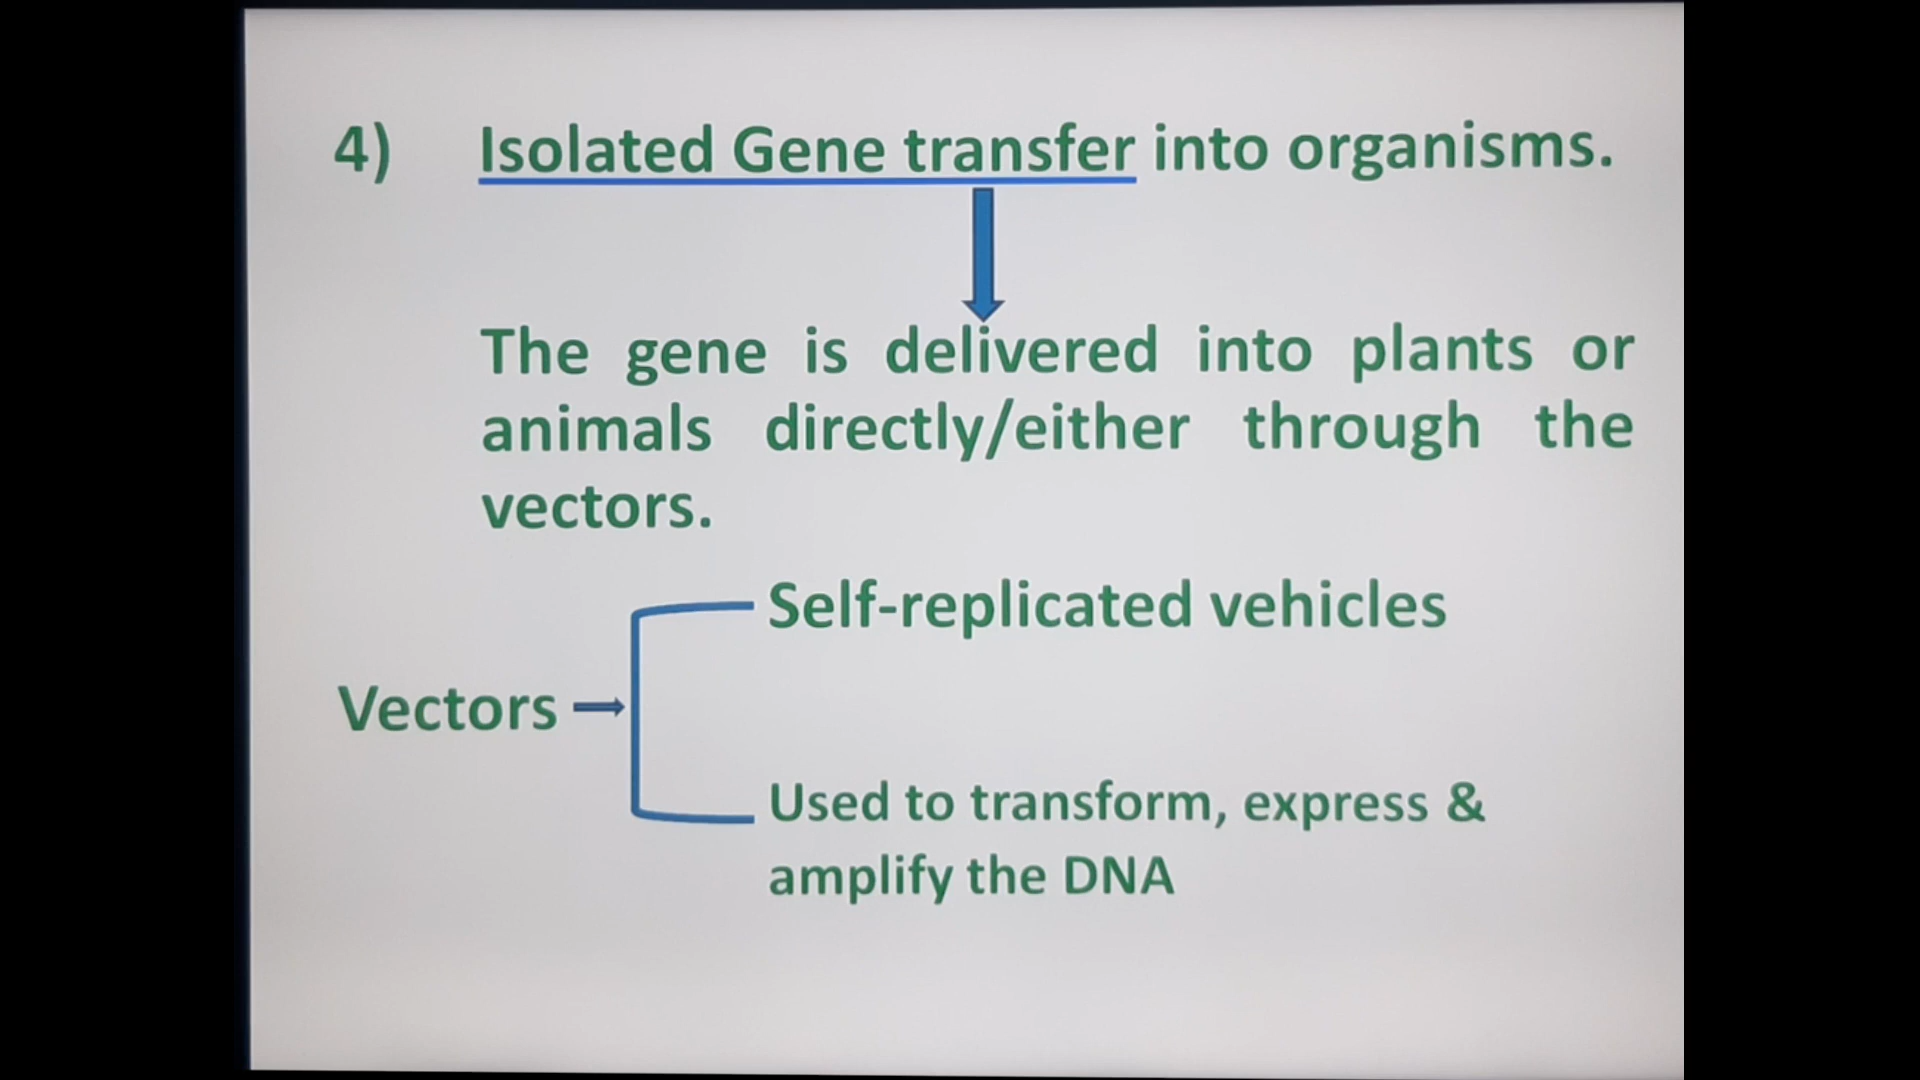 4) Isolated Gene transfer into organisms.
The gene is delivered into plants or
animals directly/either through the
vectors.
Self-replicated vehicles
Vectors
Used to transform, express &
amplify the DNA